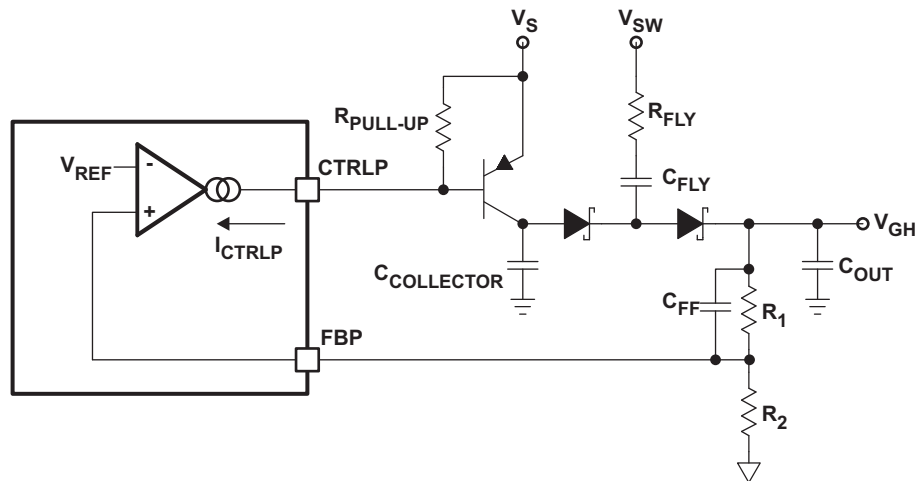 V_S
V_SW
R_PULL-UP
R_FLY
V_REF
-
+
CTRLP
C_FLY
I_CTRLP
V_GH
C_COLLECTOR
C_OUT
C_FF
R_1
FBP
R_2